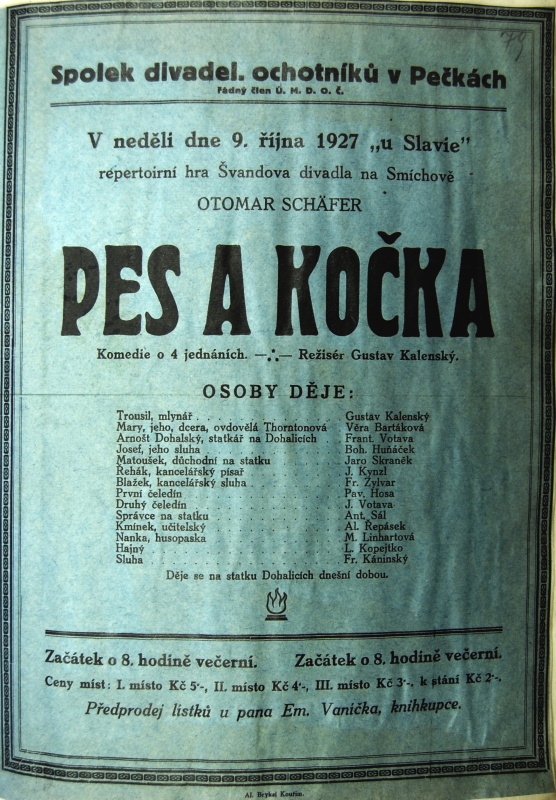 79
Spolek divadel. ochotníků v Pečkách
Řádný člen Ú. M. D. O. Č.
V neděli dne 9. října 1927 „u Slavie"
repertoirní hra Švandova divadla na Smíchově
OTOMAR SCHÄFER
PES A KOČKA
Komedie o 4 jednáních. —∴— Režisér Gustav Kalenský.
OSOBY DĚJE:
Trousil, mlynář . . . . . . . . . . . . Gustav Kalenský
Mary, jeho, dcera, ovdovělá Thorntonová . Věra Bartáková
Arnošt Dohalský, statkář na Dohalicích . . Frant. Votava
Josef, jeho sluha . . . . . . . . . . . Boh. Huňáček
Matoušek, důchodní na statku . . . . . . Jaro Skraněk
Řehák, kancelářský písař . . . . . . . . J. Kynzl
Blažek, kancelářský sluha . . . . . . . . Fr. Zylvar
První čeledín . . . . . . . . . . . . Pav. Hosa
Druhý čeledín . . . . . . . . . . . . J. Votava
Správce na statku . . . . . . . . . . Ant. Sál
Kmínek, učitelský . . . . . . . . . . Al. Řepásek
Nanka, husopaska . . . . . . . . . . M. Linhartová
Hajný . . . . . . . . . . . . . . . L. Kopejtko
Sluha . . . . . . . . . . . . . . . Fr. Káninský
Děje se na statku Dohalicích dnešní dobou.
Začátek o 8. hodině večerní. Začátek o 8. hodině večerní.
Ceny míst: I. místo Kč 5·-, II. místo Kč 4·-, III. místo Kč 3·-. k stání Kč 2·-.
Předprodej lístků u pana Em. Vaníčka, knihkupce.
Al. Bryksí Kouřim.